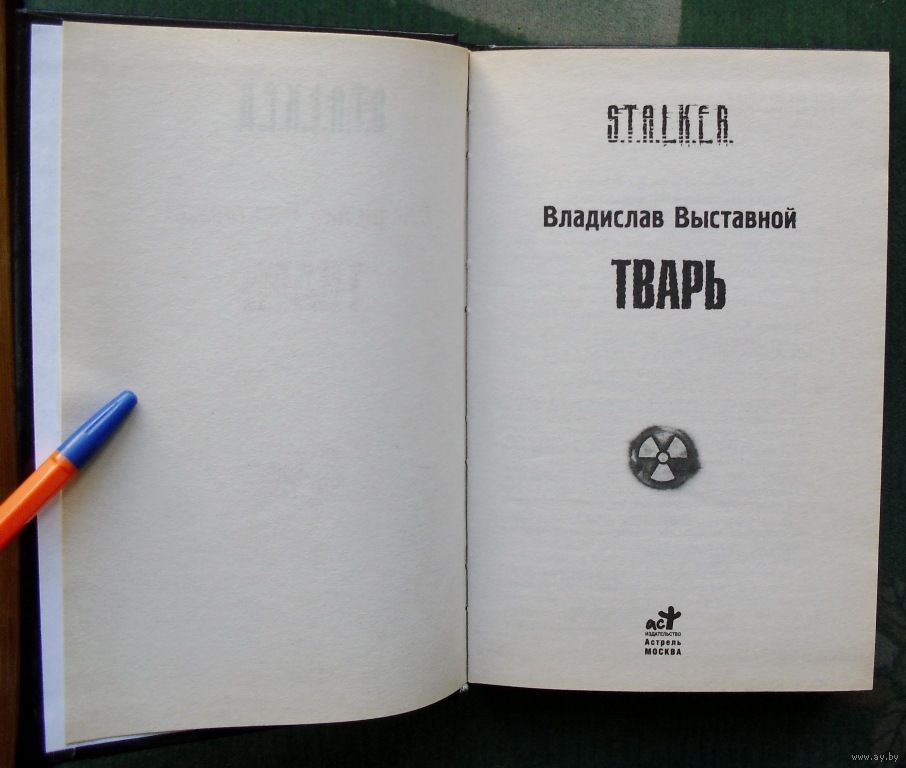 S.T.A.L.K.E.R.
Владислав Выставной
ТВАРЬ
аст
ИЗДАТЕЛЬСТВО
Астрель
МОСКВА
www.ay.by